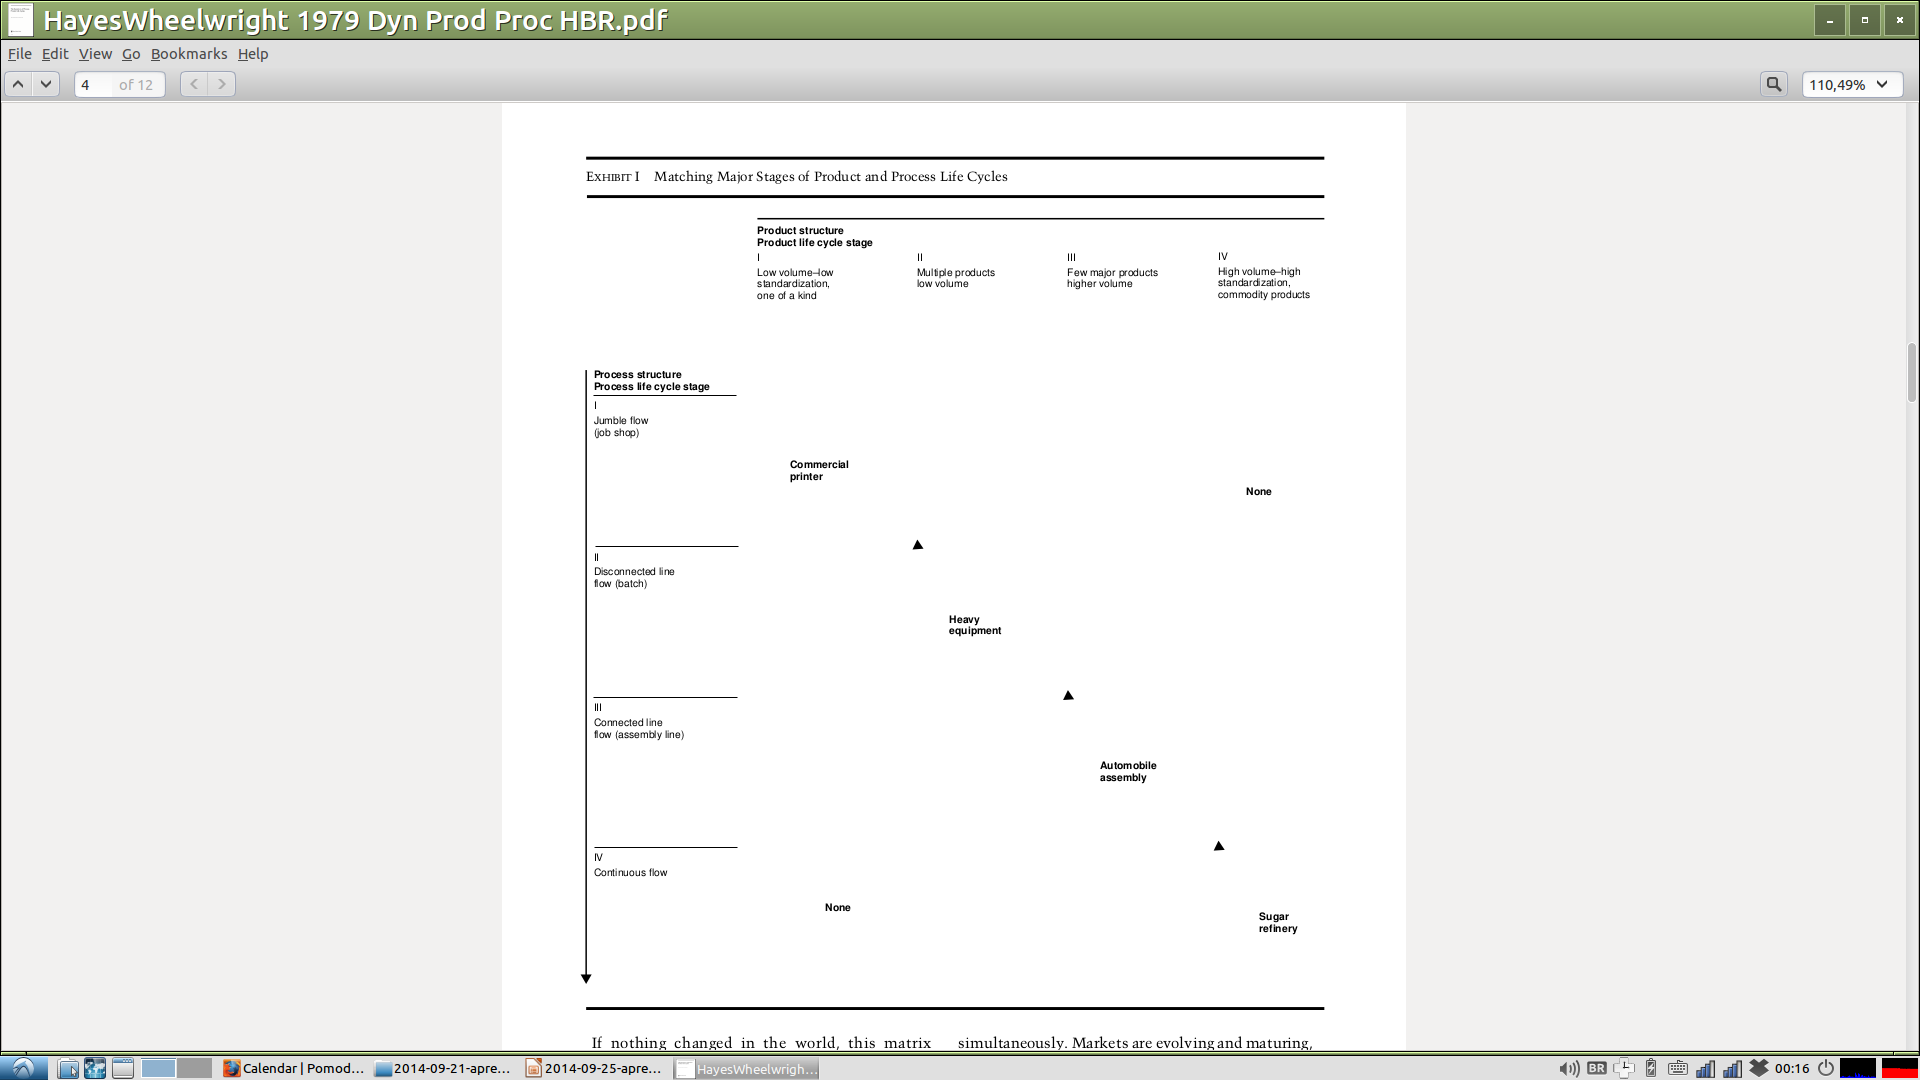 HayesWheelwright 1979 Dyn Prod Proc HBR.pdf
File Edit View Go Bookmarks Help
4 of 12
110,49%
EXHIBIT I Matching Major Stages of Product and Process Life Cycles
Product structure
Product life cycle stage
I
Low volume–low
standardization,
one of a kind
II
Multiple products
low volume
III
Few major products
higher volume
IV
High volume–high
standardization,
commodity products
Process structure
Process life cycle stage
I
Jumble flow
(job shop)
Commercial
printer
None
II
Disconnected line
flow (batch)
Heavy
equipment
III
Connected line
flow (assembly line)
Automobile
assembly
IV
Continuous flow
None
Sugar
refinery
If nothing changed in the world, this matrix
simultaneously. Markets are evolving and maturing,
Calendar | Pomod... 2014-09-21-apre... 2014-09-25-apre... HayesWheelwrigh...
BR 00:16